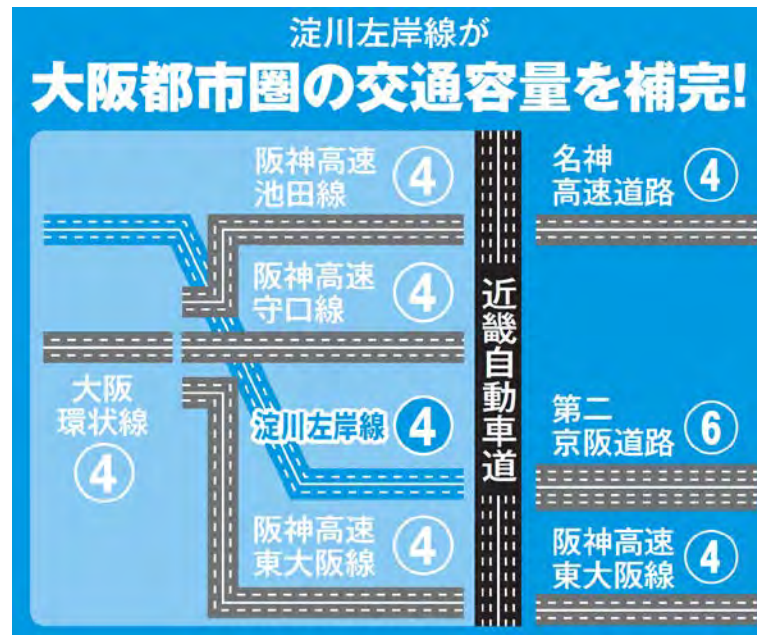 淀川左岸線が
大阪都市圏の交通容量を補完!
阪神高速
池田線
④
名神
高速道路
④
阪神高速
守口線
④
近畿自動車道
大阪
環状線
④
淀川左岸線
④
第二
京阪道路
⑥
阪神高速
東大阪線
④
阪神高速
東大阪線
④